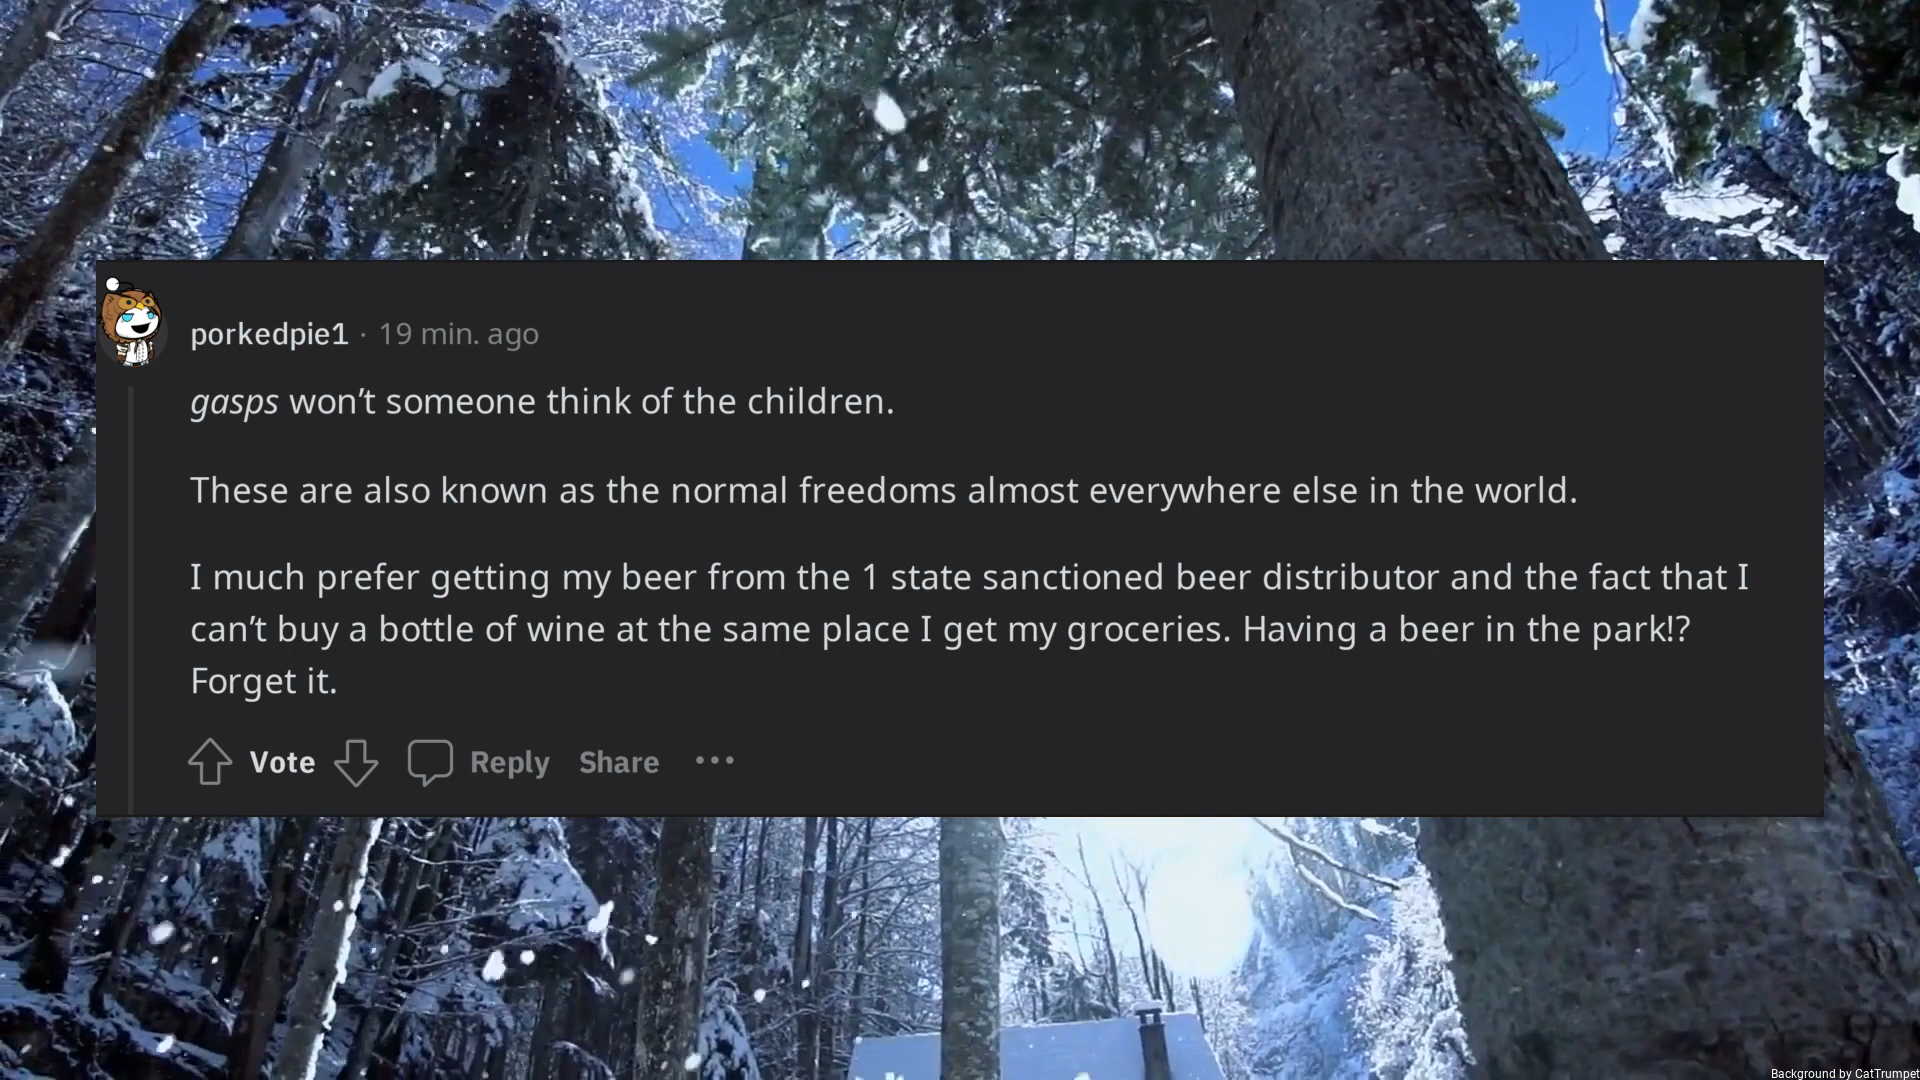 porkedpie1 · 19 min. ago
gasps won’t someone think of the children.
These are also known as the normal freedoms almost everywhere else in the world.
I much prefer getting my beer from the 1 state sanctioned beer distributor and the fact that I
can’t buy a bottle of wine at the same place I get my groceries. Having a beer in the park!?
Forget it.
Vote Reply Share ···
Background by CatTrumpet